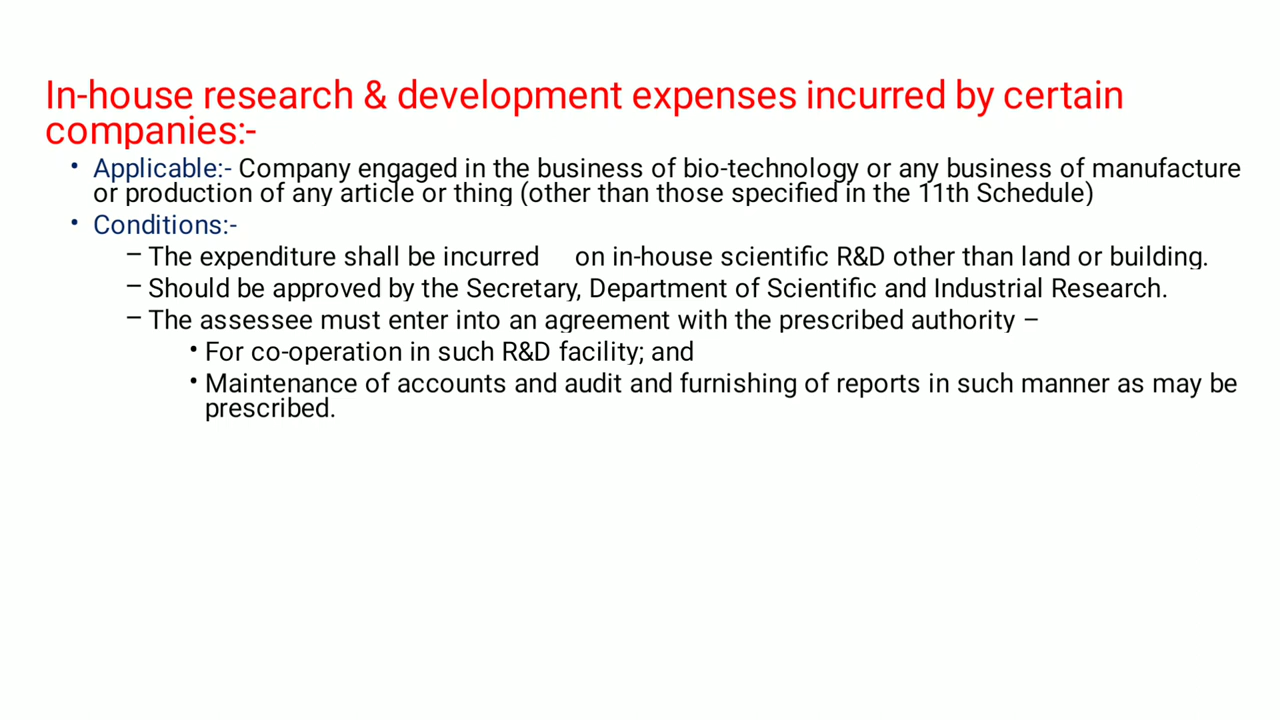 In-house research & development expenses incurred by certain
companies:-
• Applicable:- Company engaged in the business of bio-technology or any business of manufacture
or production of any article or thing (other than those specified in the 11th Schedule)
• Conditions:-
– The expenditure shall be incurred on in-house scientific R&D other than land or building.
– Should be approved by the Secretary, Department of Scientific and Industrial Research.
– The assessee must enter into an agreement with the prescribed authority –
• For co-operation in such R&D facility; and
• Maintenance of accounts and audit and furnishing of reports in such manner as may be
prescribed.